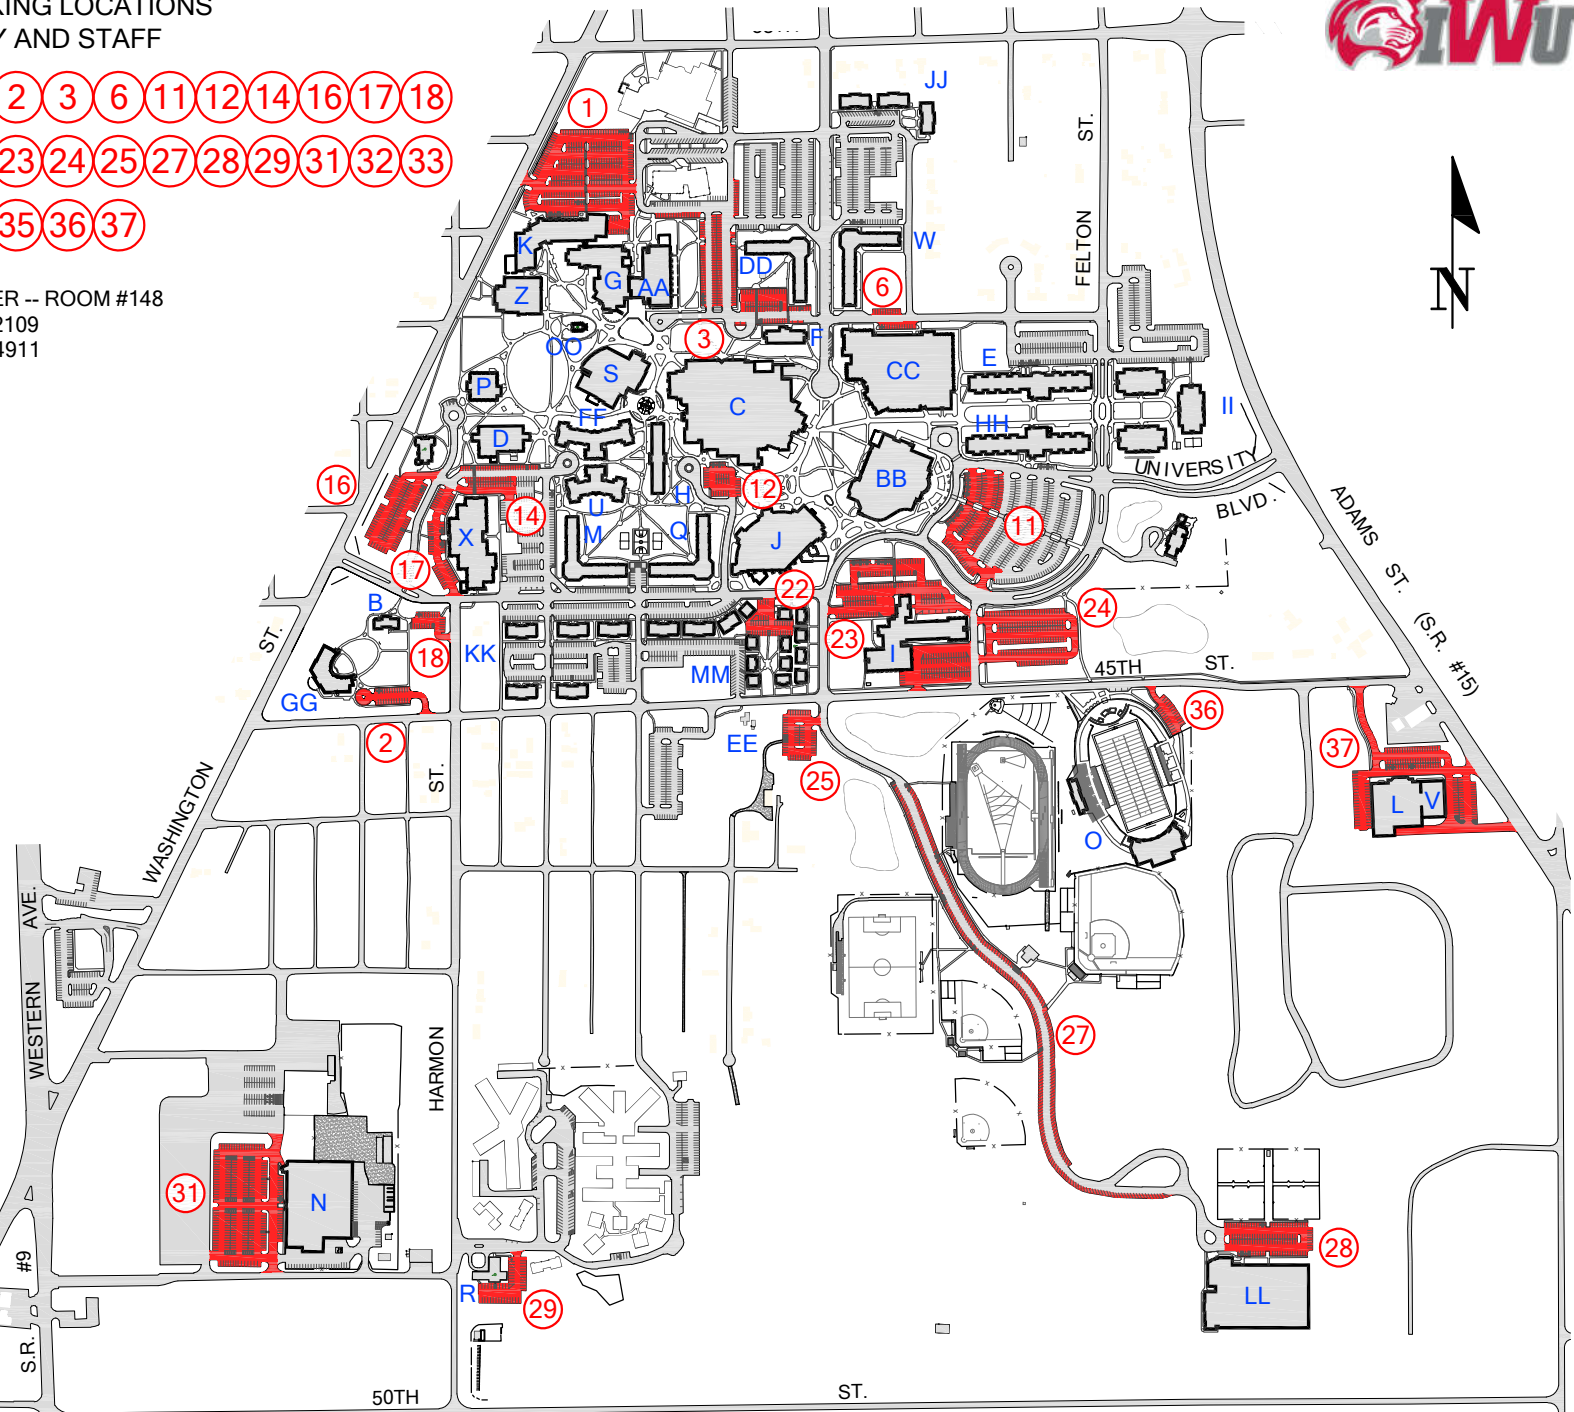 KING LOCATIONS
Y AND STAFF
2 3 6 11 12 14 16 17 18
23 24 25 27 28 29 31 32 33
35 36 37
ER -- ROOM #148
2109
4911
IWU
JJ
1
ST.
FELTON
N
K
W
DD
G
AA
Z
6
3
F
OO
S
P
CC
E
C
II
FF
HH
D
BB
UNIVERSITY
BLVD.
16
12
H
14
U
M
Q
X
J
11
ADAMS
ST.
(S.R. #15)
17
22
B
24
23
18
KK
I
MM
45TH
ST.
ST.
GG
2
36
EE
37
25
ST.
WASHINGTON
L
V
O
AVE.
WESTERN
HARMON
27
31
N
28
R
29
LL
#9
S.R.
50TH
ST.